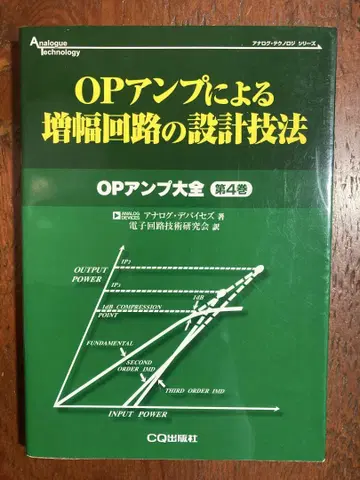 Analogue Technology
アナログ・テクノロジ シリーズ
OPアンプによる
増幅回路の設計技法
OPアンプ大全 第4巻
ANALOG DEVICES アナログ・デバイセズ 著
電子回路技術研究会 訳
OUTPUT POWER
IP2
IP3
1dB
1dB COMPRESSION POINT
FUNDAMENTAL
SECOND ORDER IMD
THIRD ORDER IMD
INPUT POWER
CQ出版社